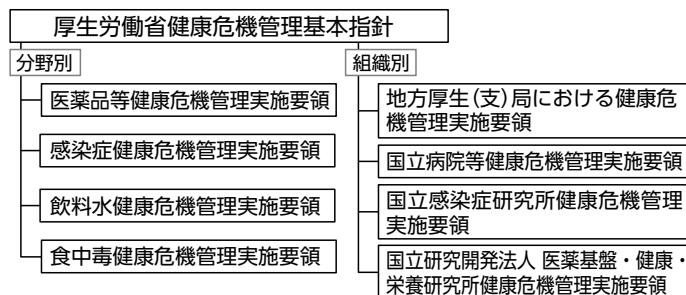 厚生労働省健康危機管理基本指針
分野別
医薬品等健康危機管理実施要領
感染症健康危機管理実施要領
飲料水健康危機管理実施要領
食中毒健康危機管理実施要領
組織別
地方厚生(支)局における健康危
機管理実施要領
国立病院等健康危機管理実施要領
国立感染症研究所健康危機管理
実施要領
国立研究開発法人 医薬基盤・健康・
栄養研究所健康危機管理実施要領